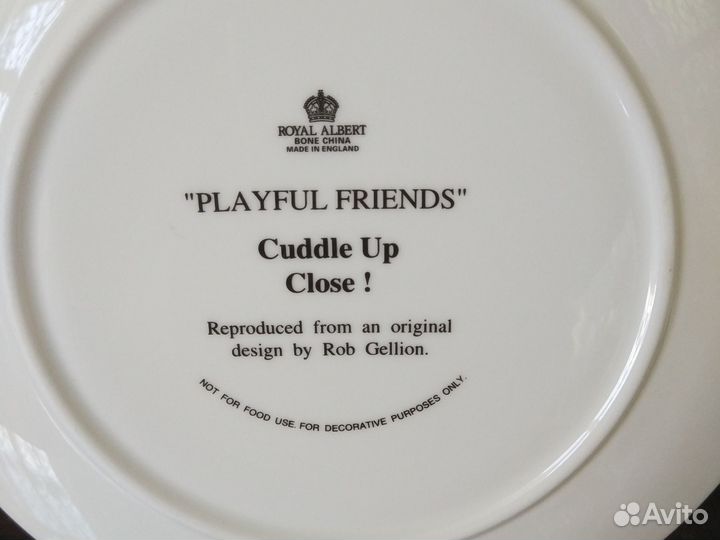 ROYAL ALBERT
BONE CHINA
MADE IN ENGLAND
"PLAYFUL FRIENDS"
Cuddle Up
Close !
Reproduced from an original
design by Rob Gellion.
NOT FOR FOOD USE. FOR DECORATIVE PURPOSES ONLY.
Avito